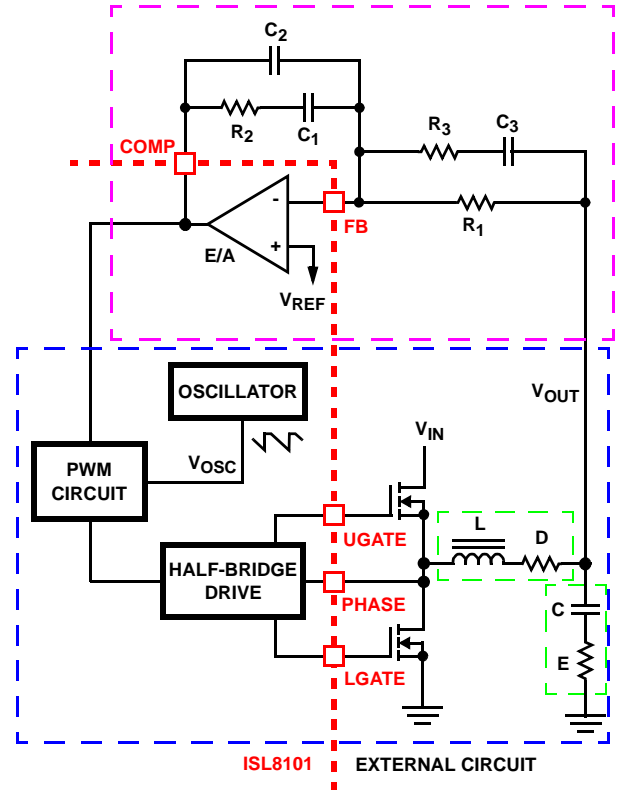 C2
R2
C1
COMP
R3
C3
-
FB
R1
E/A
+
VREF
VOUT
OSCILLATOR
VIN
VOSC
PWM
CIRCUIT
UGATE
L
D
HALF-BRIDGE
DRIVE
PHASE
C
LGATE
E
ISL8101
EXTERNAL CIRCUIT